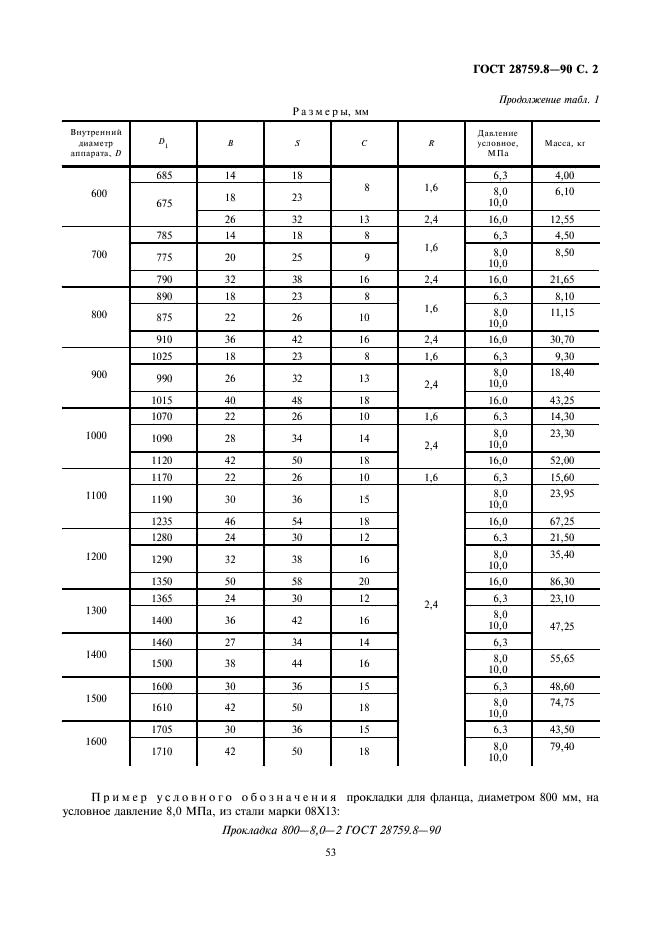 ГОСТ 28759.8—90 С. 2
Продолжение табл. 1
Размеры, мм
Внутренний диаметр аппарата, D | D1 | B | S | C | R | Давление условное, МПа | Масса, кг
600 | 685 | 14 | 18 | 8 | 1,6 | 6,3 | 4,00
675 | 18 | 23 | 8,0 10,0 | 6,10
26 | 32 | 13 | 2,4 | 16,0 | 12,55
700 | 785 | 14 | 18 | 8 | 1,6 | 6,3 | 4,50
775 | 20 | 25 | 9 | 8,0 10,0 | 8,50
790 | 32 | 38 | 16 | 2,4 | 16,0 | 21,65
800 | 890 | 18 | 23 | 8 | 1,6 | 6,3 | 8,10
875 | 22 | 26 | 10 | 8,0 10,0 | 11,15
910 | 36 | 42 | 16 | 2,4 | 16,0 | 30,70
900 | 1025 | 18 | 23 | 8 | 1,6 | 6,3 | 9,30
990 | 26 | 32 | 13 | 2,4 | 8,0 10,0 | 18,40
1015 | 40 | 48 | 18 | 16,0 | 43,25
1000 | 1070 | 22 | 26 | 10 | 1,6 | 6,3 | 14,30
1090 | 28 | 34 | 14 | 2,4 | 8,0 10,0 | 23,30
1120 | 42 | 50 | 18 | 16,0 | 52,00
1100 | 1170 | 22 | 26 | 10 | 1,6 | 6,3 | 15,60
1190 | 30 | 36 | 15 | 2,4 | 8,0 10,0 | 23,95
1235 | 46 | 54 | 18 | 16,0 | 67,25
1200 | 1280 | 24 | 30 | 12 | 6,3 | 21,50
1290 | 32 | 38 | 16 | 8,0 10,0 | 35,40
1350 | 50 | 58 | 20 | 16,0 | 86,30
1300 | 1365 | 24 | 30 | 12 | 6,3 | 23,10
1400 | 36 | 42 | 16 | 8,0 10,0 | 47,25
1400 | 1460 | 27 | 34 | 14 | 6,3
1500 | 38 | 44 | 16 | 8,0 10,0 | 55,65
1500 | 1600 | 30 | 36 | 15 | 6,3 | 48,60
1610 | 42 | 50 | 18 | 8,0 10,0 | 74,75
1600 | 1705 | 30 | 36 | 15 | 6,3 | 43,50
1710 | 42 | 50 | 18 | 8,0 10,0 | 79,40
Пример условного обозначения прокладки для фланца, диаметром 800 мм, на
условное давление 8,0 МПа, из стали марки 08Х13:
Прокладка 800—8,0—2 ГОСТ 28759.8—90
53